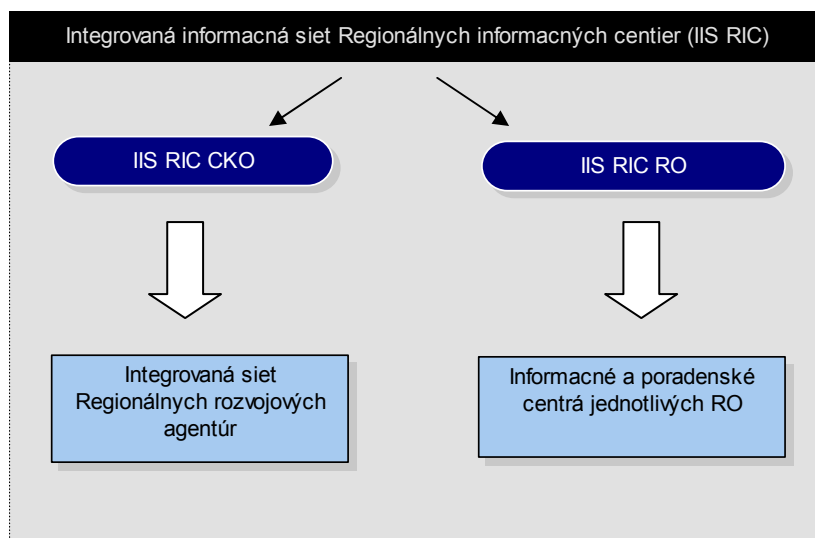 Integrovaná informacná siet Regionálnych informacných centier (IIS RIC)
IIS RIC CKO
IIS RIC RO
Integrovaná siet
Regionálnych rozvojových
agentúr
Informacné a poradenské
centrá jednotlivých RO